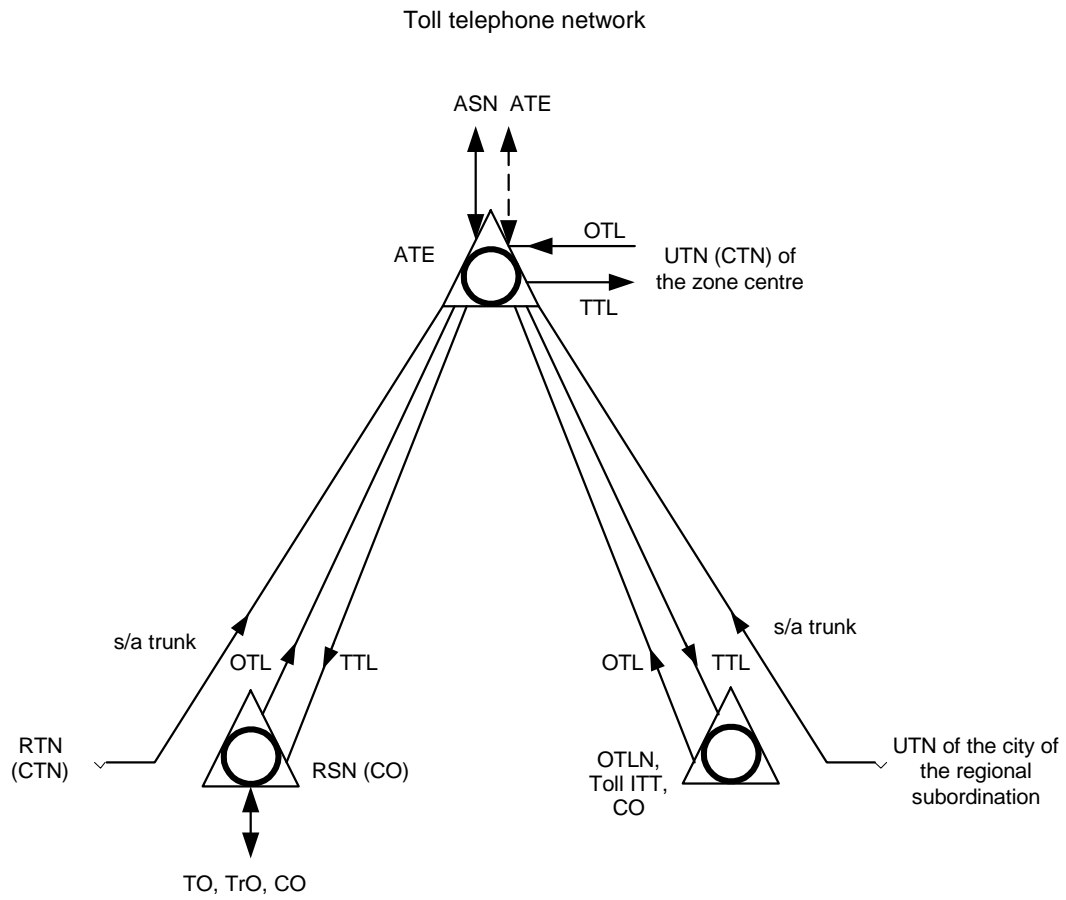 Toll telephone network
ASN ATE
OTL
ATE
UTN (CTN) of
the zone centre
TTL
s/a trunk
s/a trunk
OTL
TTL
OTL
TTL
RTN
(CTN)
RSN (CO)
OTLN,
Toll ITT,
CO
UTN of the city of
the regional
subordination
TO, TrO, CO